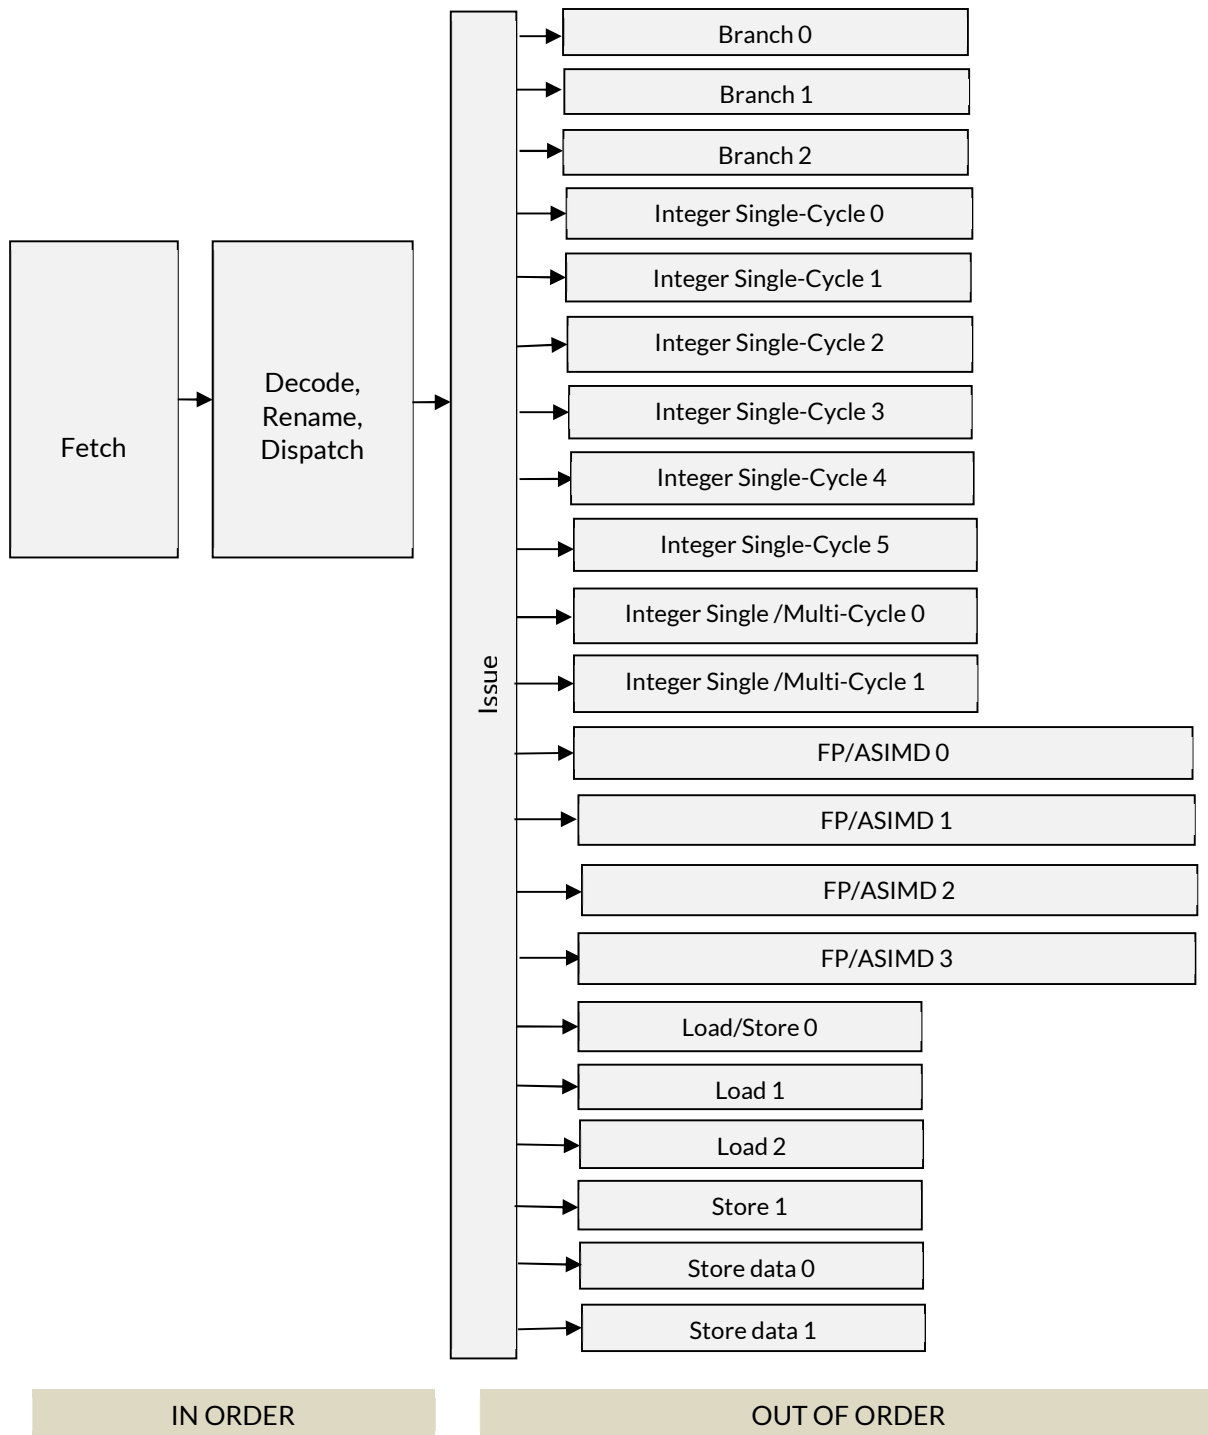 Fetch
Decode,
Rename,
Dispatch
Issue
Branch 0
Branch 1
Branch 2
Integer Single-Cycle 0
Integer Single-Cycle 1
Integer Single-Cycle 2
Integer Single-Cycle 3
Integer Single-Cycle 4
Integer Single-Cycle 5
Integer Single /Multi-Cycle 0
Integer Single /Multi-Cycle 1
FP/ASIMD 0
FP/ASIMD 1
FP/ASIMD 2
FP/ASIMD 3
Load/Store 0
Load 1
Load 2
Store 1
Store data 0
Store data 1
IN ORDER
OUT OF ORDER